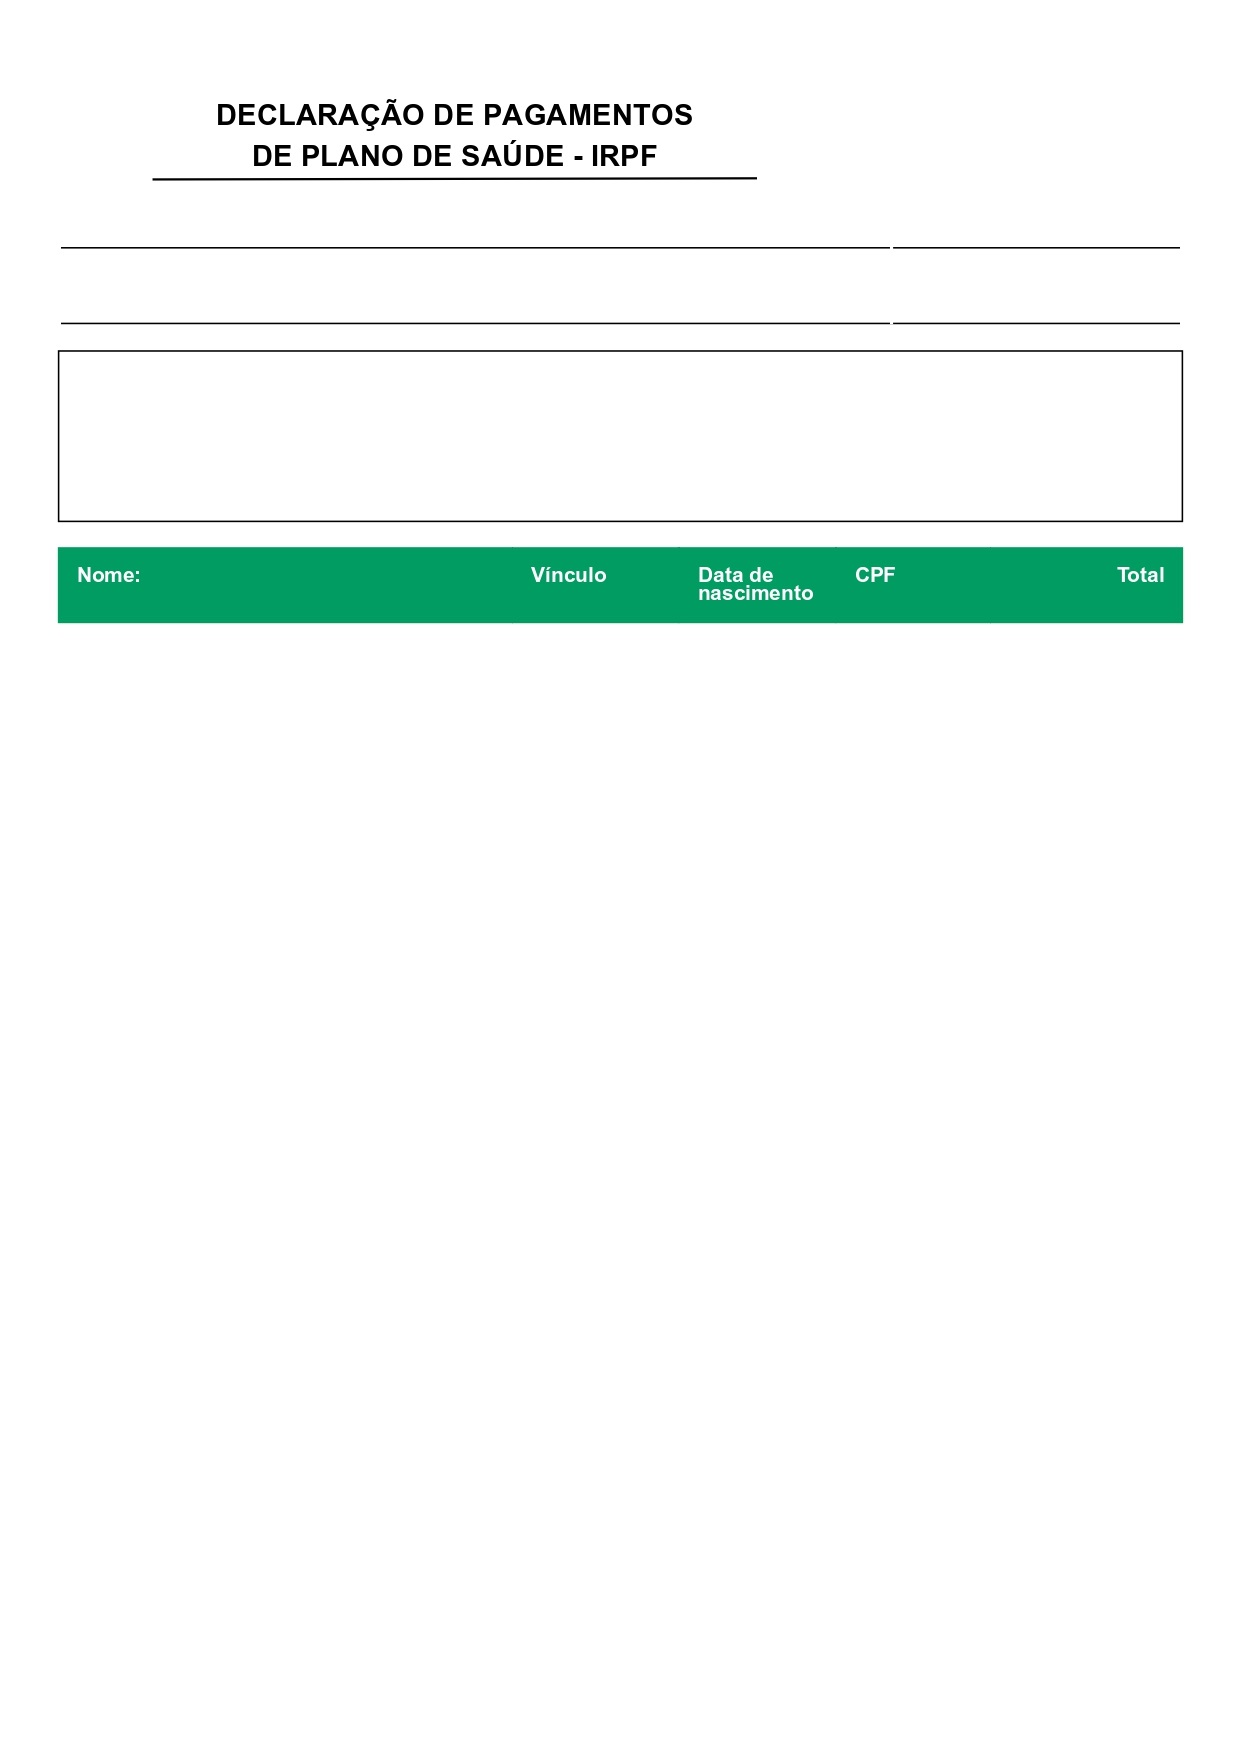 DECLARAÇÃO DE PAGAMENTOS
DE PLANO DE SAÚDE - IRPF
Nome: Vínculo Data de nascimento CPF Total